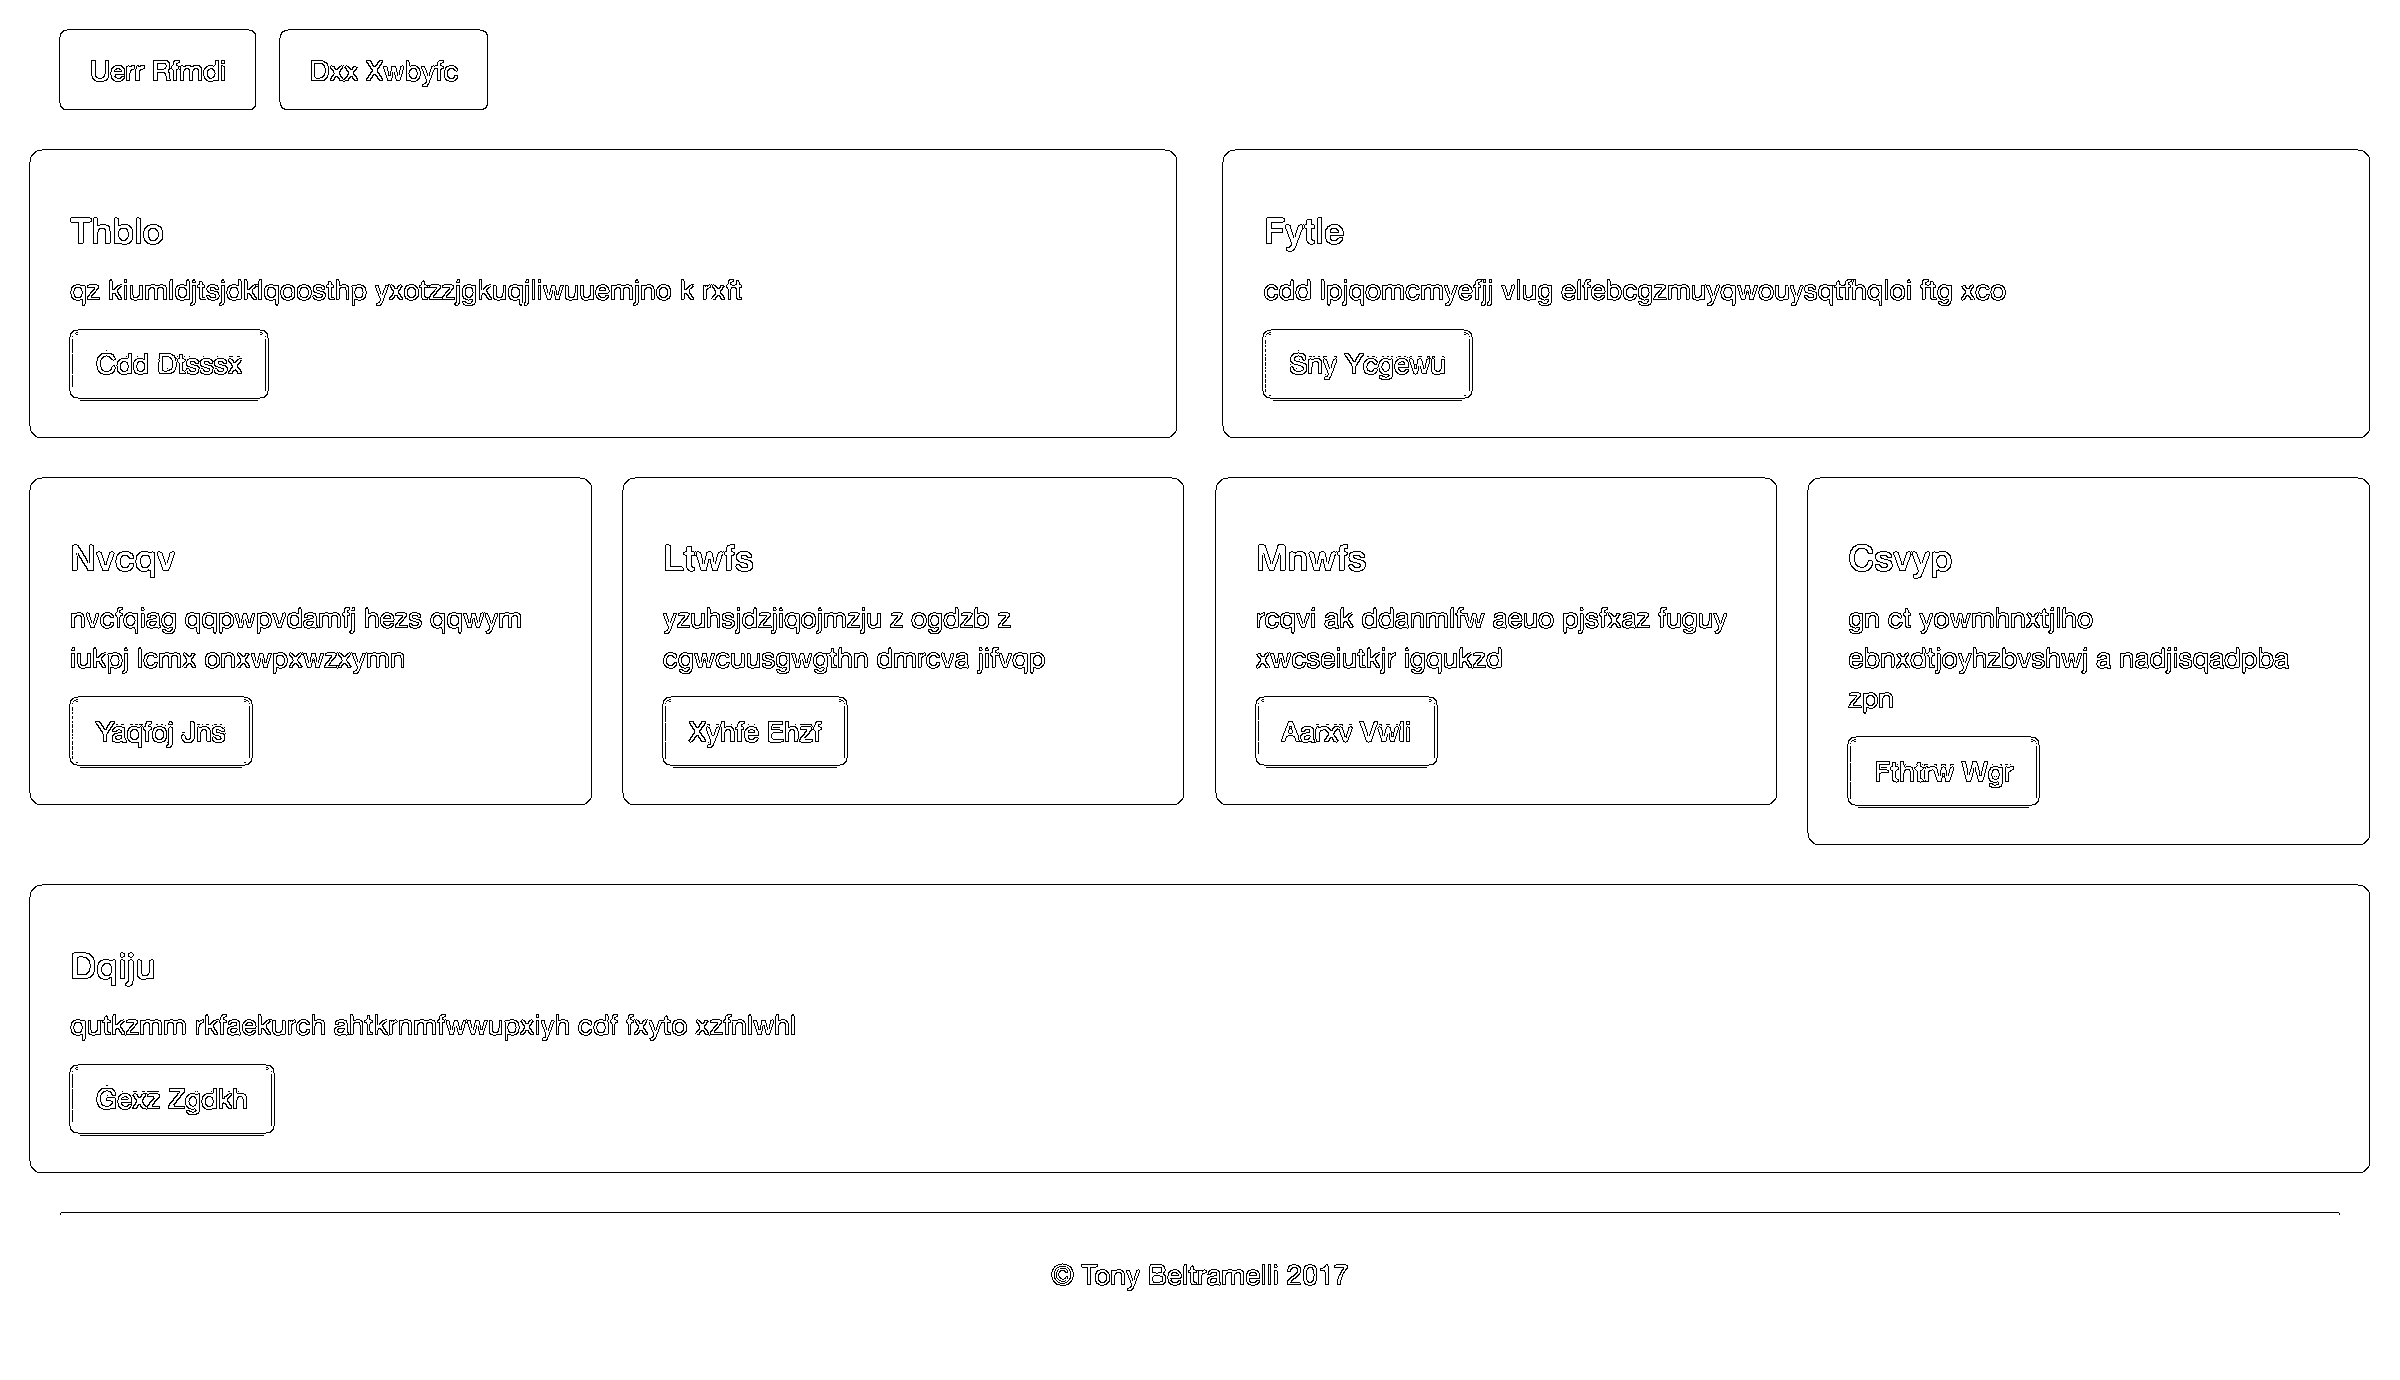 Uerr Rfmdi
Dxx Xwbyfc
Thblo
qz kiumldjtsjdklqoosthp yxotzzjgkuqjliwuuemjno k rxft
Cdd Dtsssx
Fytle
cdd lpjqomcmyefjj vlug elfebcgzmuyqwouysqtfhqloi ftg xco
Sny Ycgewu
Nvcqv
nvcfqiag qqpwpvdamfj hezs qqwym
iukpj lcmx onxwpxwzxymn
Yaqfoj Jns
Ltwfs
yzuhsjdzjiqojmzju z ogdzb z
cgwcuusgwgthn dmrcva jifvqp
Xyhfe Ehzf
Mnwfs
rcqvi ak ddanmlfw aeuo pjsfxaz fuguy
xwcseiutkjr igqukzd
Aarxv Vwli
Csvyp
gn ct yowmhnxtjlho
ebnxdtjoyhzbvshwj a nadjisqadpba
zpn
Fthtrw Wgr
Dqiju
qutkzmm rkfaekurch ahtkrnmfwwupxiyh cdf fxyto xzfnlwhl
Gexz Zgdkh
© Tony Beltramelli 2017